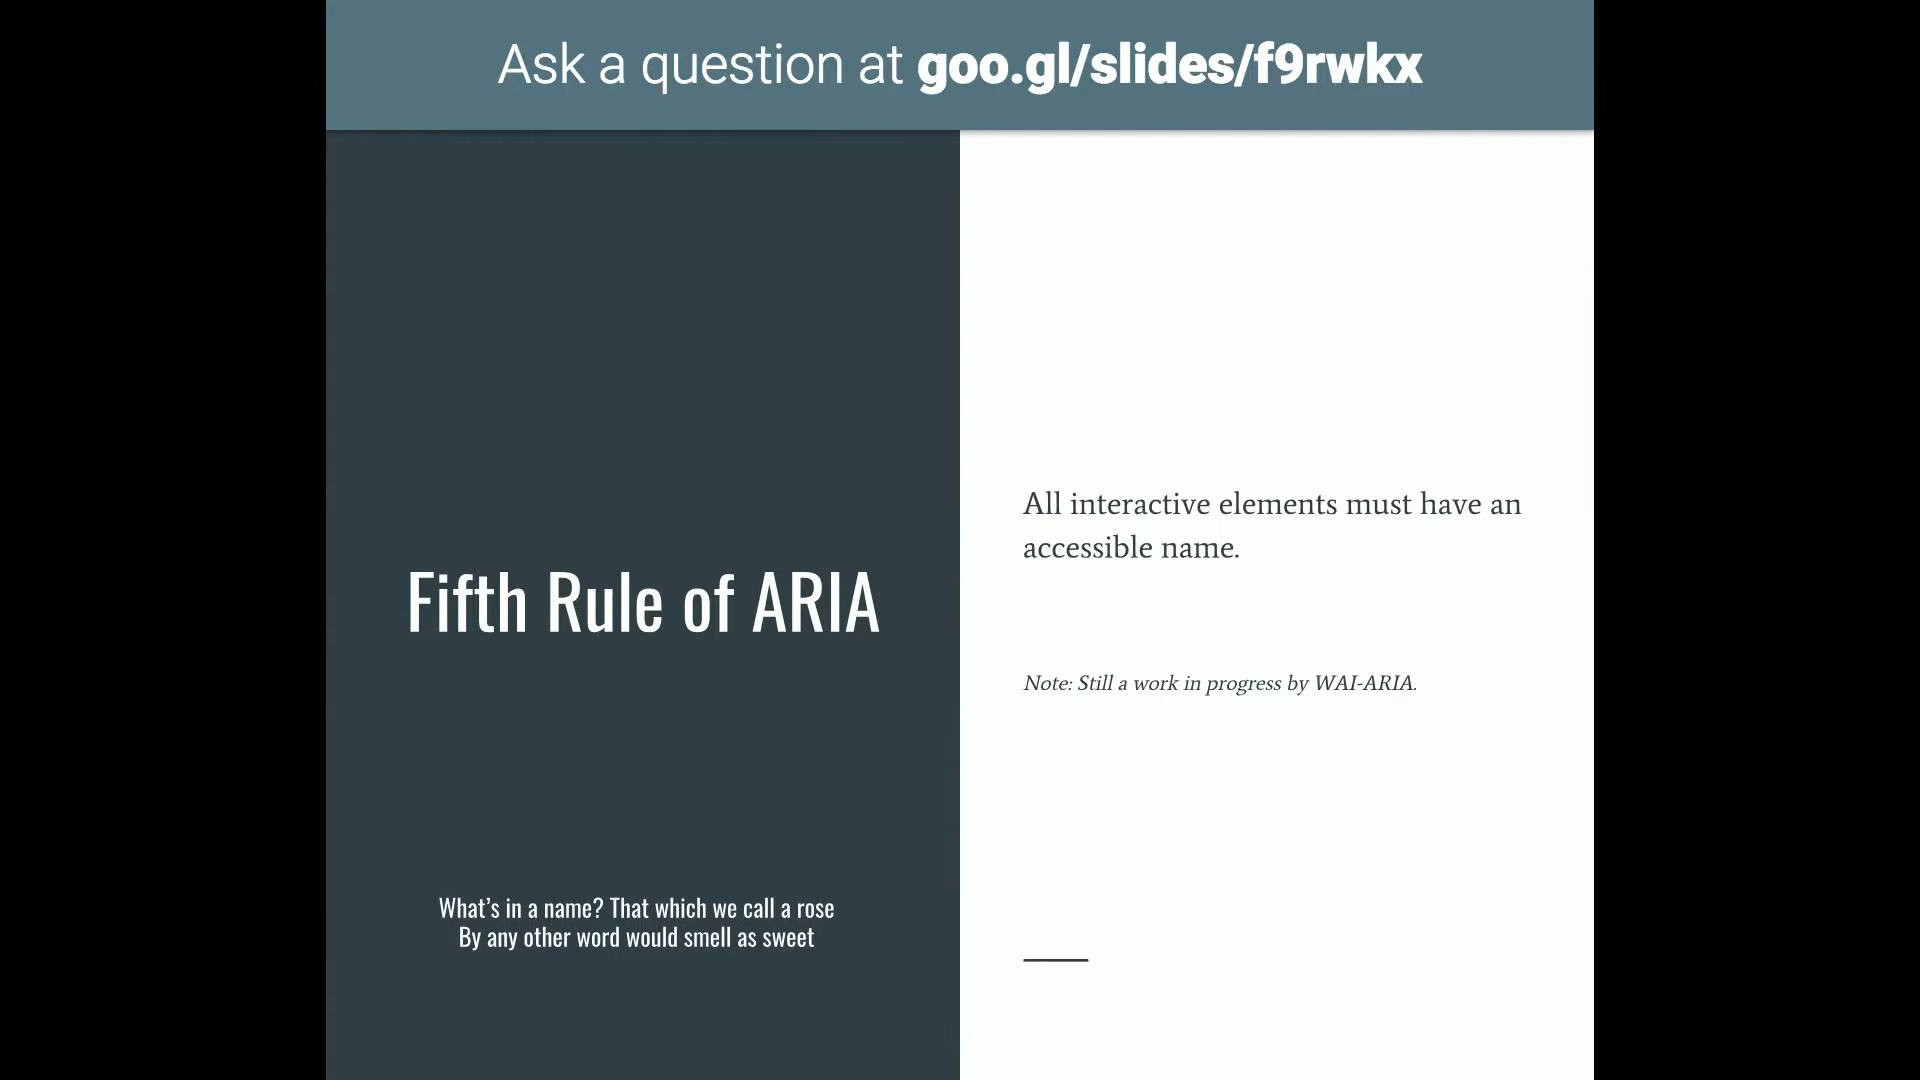 Ask a question at goo.gl/slides/f9rwkx
Fifth Rule of ARIA
What’s in a name? That which we call a rose
By any other word would smell as sweet
All interactive elements must have an
accessible name.
Note: Still a work in progress by WAI-ARIA.